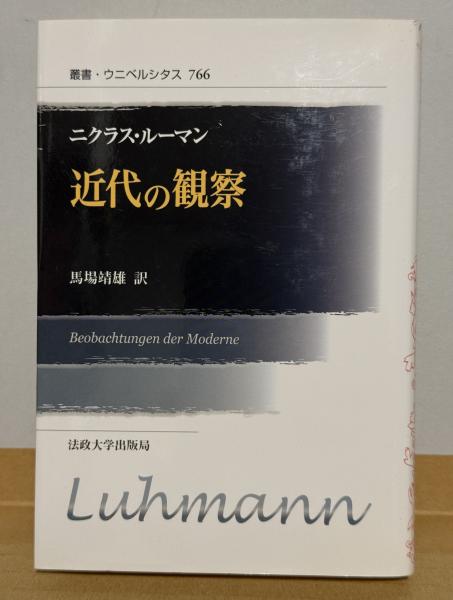 叢書・ウニベルシタス 766
ニクラス・ルーマン
近代の観察
馬場靖雄 訳
Beobachtungen der Moderne
法政大学出版局
Luhmann